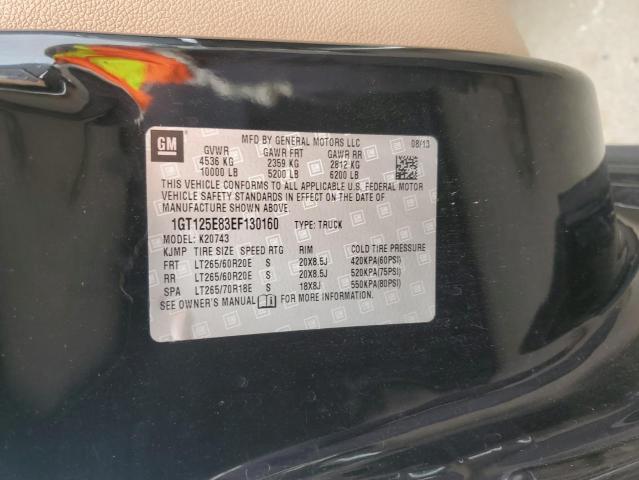 GM
MFD BY GENERAL MOTORS LLC 08/13
GVWR GAWR FRT GAWR RR
4536 KG 2359 KG 2812 KG
10000 LB 5200 LB 6200 LB
THIS VEHICLE CONFORMS TO ALL APPLICABLE U.S. FEDERAL MOTOR
VEHICLE SAFETY STANDARDS IN EFFECT ON THE DATE OF
MANUFACTURE SHOWN ABOVE.
1GT125E83EF130160 TYPE: TRUCK
MODEL: K20743
KJMP TIRE SIZE SPEED RTG RIM COLD TIRE PRESSURE
FRT LT265/60R20E S 20X8.5J 420KPA(60PSI)
RR LT265/60R20E S 20X8.5J 520KPA(75PSI)
SPA LT265/70R18E S 18X8J 550KPA(80PSI)
SEE OWNER'S MANUAL FOR MORE INFORMATION.